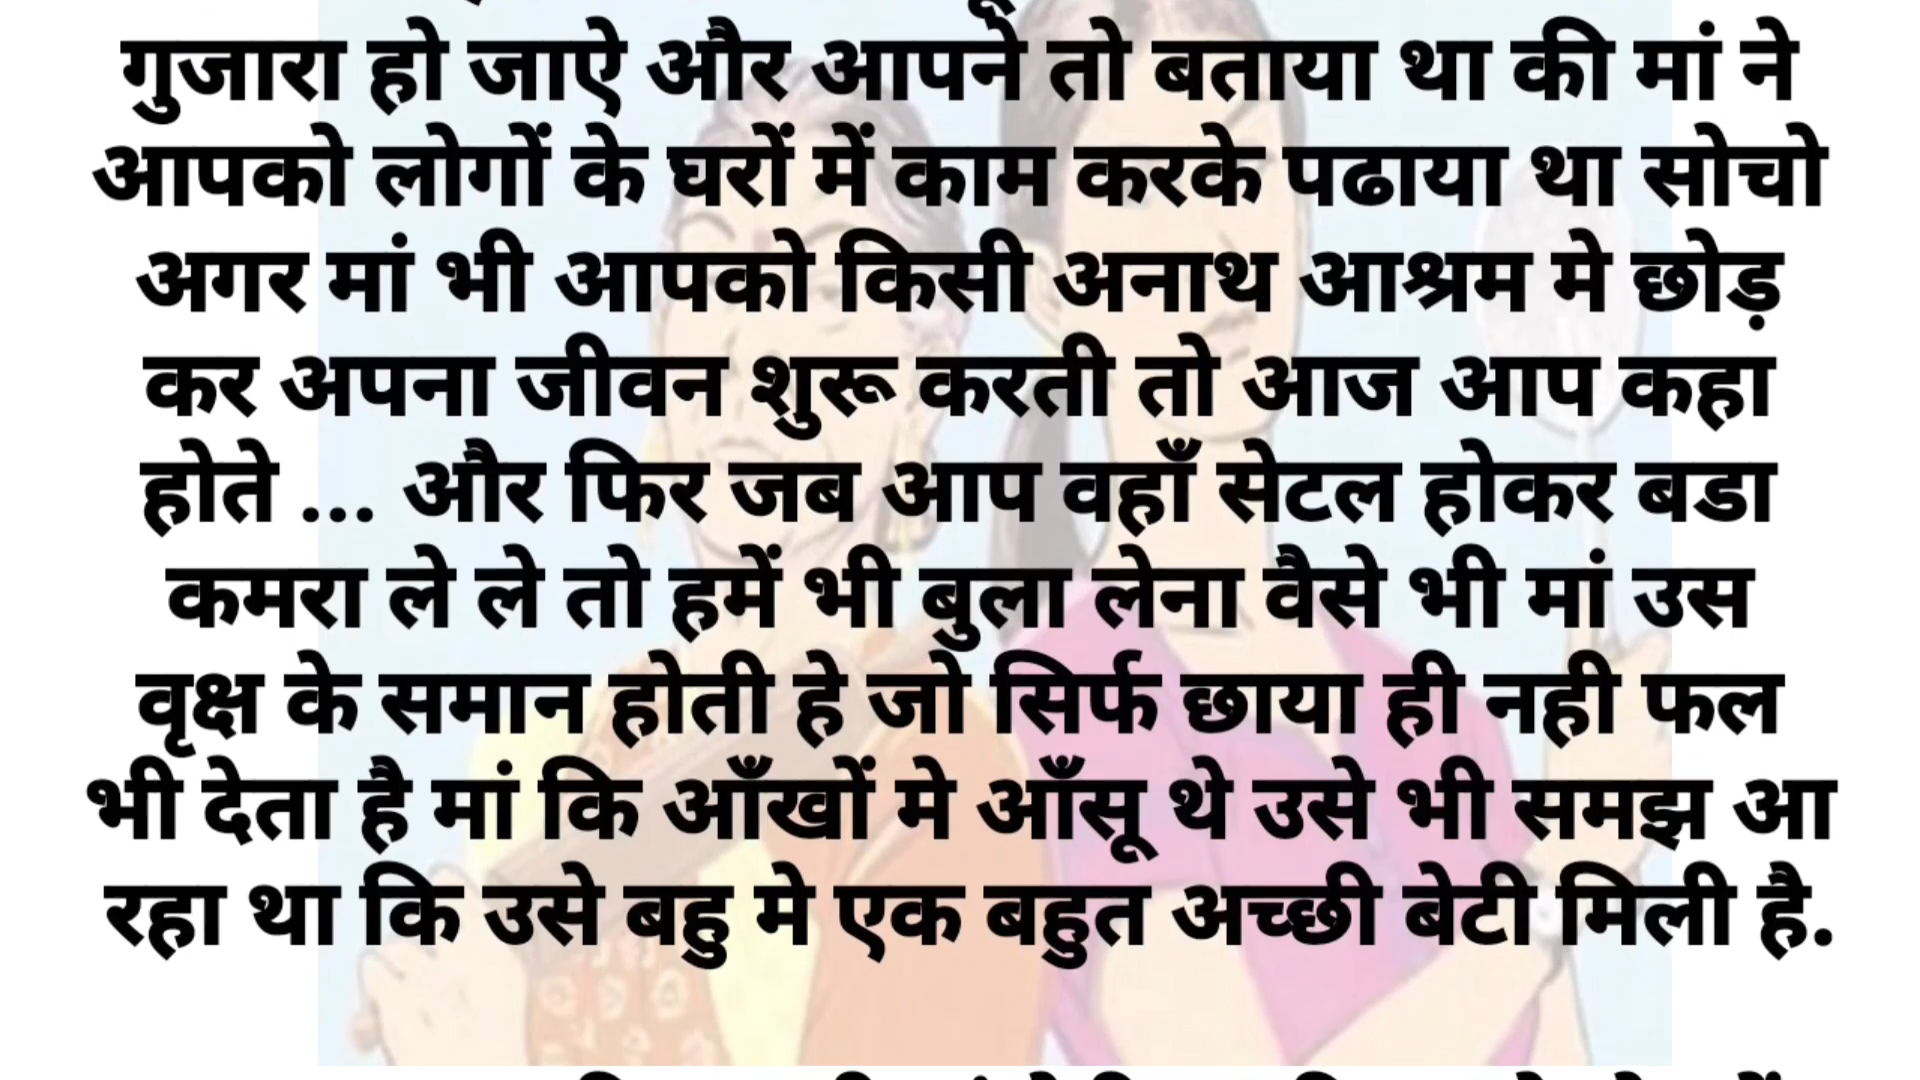 गुजारा हो जाऐ और आपने तो बताया था की मां ने
आपको लोगों के घरों में काम करके पढाया था सोचो
अगर मां भी आपको किसी अनाथ आश्रम मे छोड़
कर अपना जीवन शुरू करती तो आज आप कहा
होते ... और फिर जब आप वहाँ सेटल होकर बडा
कमरा ले ले तो हमें भी बुला लेना वैसे भी मां उस
वृक्ष के समान होती हे जो सिर्फ छाया ही नही फल
भी देता है मां कि आँखों मे आँसू थे उसे भी समझ आ
रहा था कि उसे बहु मे एक बहुत अच्छी बेटी मिली है.